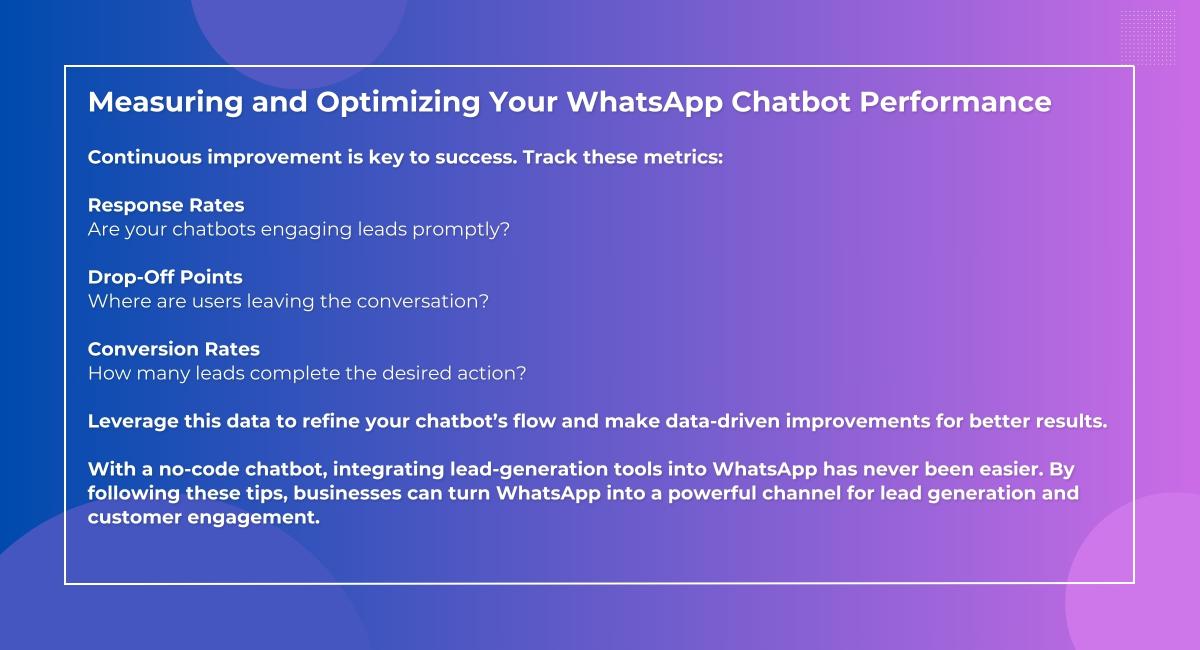 Measuring and Optimizing Your WhatsApp Chatbot Performance
Continuous improvement is key to success. Track these metrics:
Response Rates
Are your chatbots engaging leads promptly?
Drop-Off Points
Where are users leaving the conversation?
Conversion Rates
How many leads complete the desired action?
Leverage this data to refine your chatbot’s flow and make data-driven improvements for better results.
With a no-code chatbot, integrating lead-generation tools into WhatsApp has never been easier. By
following these tips, businesses can turn WhatsApp into a powerful channel for lead generation and
customer engagement.